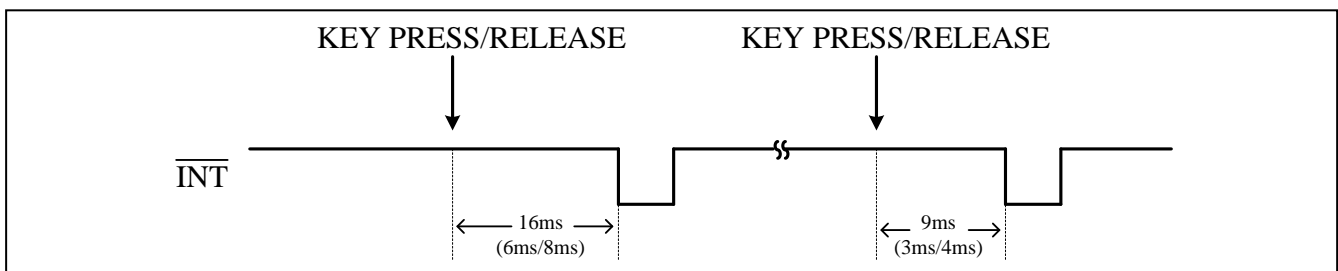 KEY PRESS/RELEASE KEY PRESS/RELEASE
INT
16ms 9ms
(6ms/8ms) (3ms/4ms)